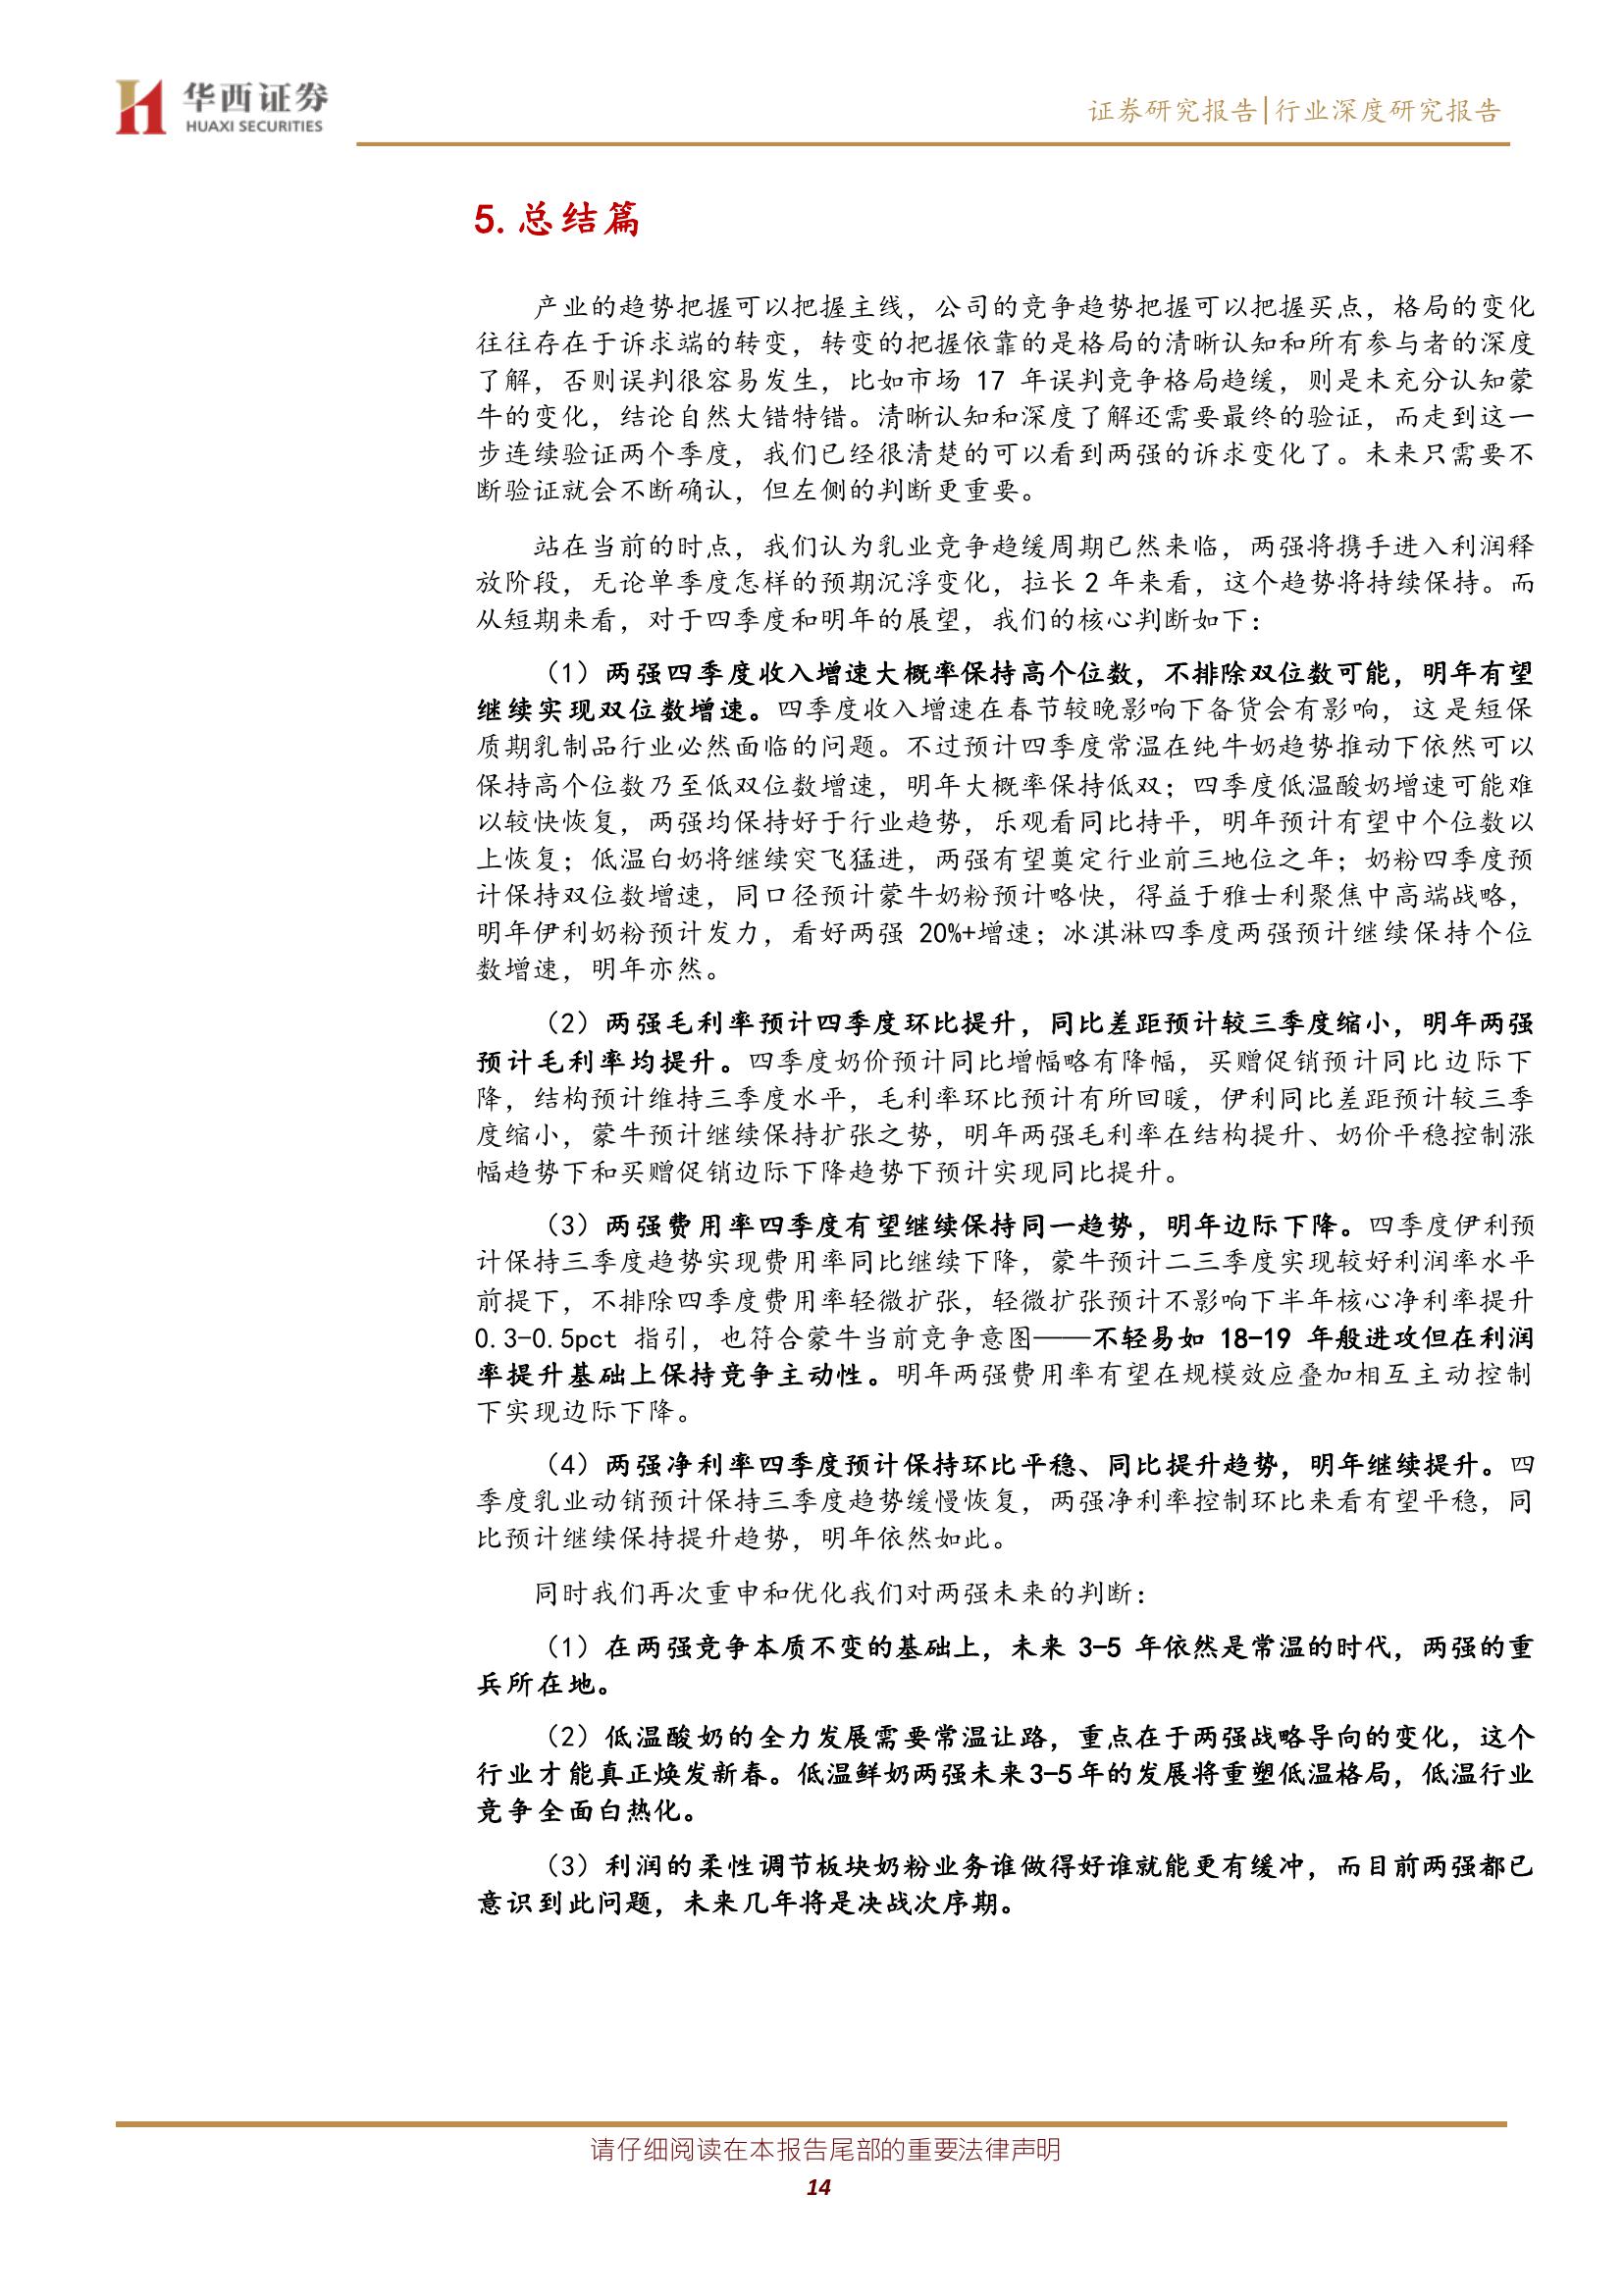 华西证券
HUAXI SECURITIES
证券研究报告|行业深度研究报告
5.总结篇
产业的趋势把握可以把握主线，公司的竞争趋势把握可以把握买点，格局的变化
往往存在于诉求端的转变，转变的把握依靠的是格局的清晰认知和所有参与者的深度
了解，否则误判很容易发生，比如市场 17 年误判竞争格局趋缓，则是未充分认知蒙
牛的变化，结论自然大错特错。清晰认知和深度了解还需要最终的验证，而走到这一
步连续验证两个季度，我们已经很清楚的可以看到两强的诉求变化了。未来只需要不
断验证就会不断确认，但左侧的判断更重要。
站在当前的时点，我们认为乳业竞争趋缓周期已然来临，两强将携手进入利润释
放阶段，无论单季度怎样的预期沉浮变化，拉长 2 年来看，这个趋势将持续保持。而
从短期来看，对于四季度和明年的展望，我们的核心判断如下：
（1）两强四季度收入增速大概率保持高个位数，不排除双位数可能，明年有望
继续实现双位数增速。四季度收入增速在春节较晚影响下备货会有影响，这是短保
质期乳制品行业必然面临的问题。不过预计四季度常温在纯牛奶趋势推动下依然可以
保持高个位数乃至低双位数增速，明年大概率保持低双；四季度低温酸奶增速可能难
以较快恢复，两强均保持好于行业趋势，乐观看同比持平，明年预计有望中个位数以
上恢复；低温白奶将继续突飞猛进，两强有望奠定行业前三地位之年；奶粉四季度预
计保持双位数增速，同口径预计蒙牛奶粉预计略快，得益于雅士利聚焦中高端战略，
明年伊利奶粉预计发力，看好两强 20%+增速；冰淇淋四季度两强预计继续保持个位
数增速，明年亦然。
（2）两强毛利率预计四季度环比提升，同比差距预计较三季度缩小，明年两强
预计毛利率均提升。四季度奶价预计同比增幅略有降幅，买赠促销预计同比边际下
降，结构预计维持三季度水平，毛利率环比预计有所回暖，伊利同比差距预计较三季
度缩小，蒙牛预计继续保持扩张之势，明年两强毛利率在结构提升、奶价平稳控制涨
幅趋势下和买赠促销边际下降趋势下预计实现同比提升。
（3）两强费用率四季度有望继续保持同一趋势，明年边际下降。四季度伊利预
计保持三季度趋势实现费用率同比继续下降，蒙牛预计二三季度实现较好利润率水平
前提下，不排除四季度费用率轻微扩张，轻微扩张预计不影响下半年核心净利率提升
0.3-0.5pct 指引，也符合蒙牛当前竞争意图——不轻易如 18-19 年般进攻但在利润
率提升基础上保持竞争主动性。明年两强费用率有望在规模效应叠加相互主动控制
下实现边际下降。
（4）两强净利率四季度预计保持环比平稳、同比提升趋势，明年继续提升。四
季度乳业动销预计保持三季度趋势缓慢恢复，两强净利率控制环比来看有望平稳，同
比预计继续保持提升趋势，明年依然如此。
同时我们再次重申和优化我们对两强未来的判断：
（1）在两强竞争本质不变的基础上，未来 3-5 年依然是常温的时代，两强的重
兵所在地。
（2）低温酸奶的全力发展需要常温让路，重点在于两强战略导向的变化，这个
行业才能真正焕发新春。低温鲜奶两强未来3-5年的发展将重塑低温格局，低温行业
竞争全面白热化。
（3）利润的柔性调节板块奶粉业务谁做得好谁就能更有缓冲，而目前两强都已
意识到此问题，未来几年将是决战次序期。
请仔细阅读在本报告尾部的重要法律声明
14